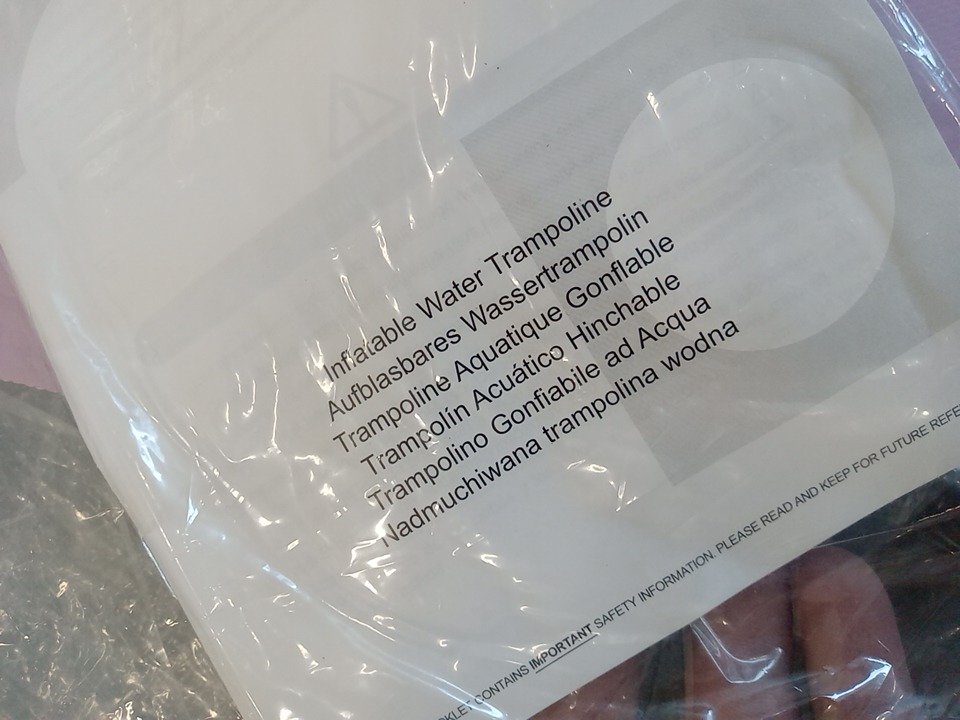 Inflatable Water Trampoline
Aufblasbares Wassertrampolin
Trampoline Aquatique Gonflable
Trampolín Acuático Hinchable
Trampolino Gonfiabile ad Acqua
Nadmuchiwana trampolina wodna
CONTAINS IMPORTANT SAFETY INFORMATION. PLEASE READ AND KEEP FOR FUTURE